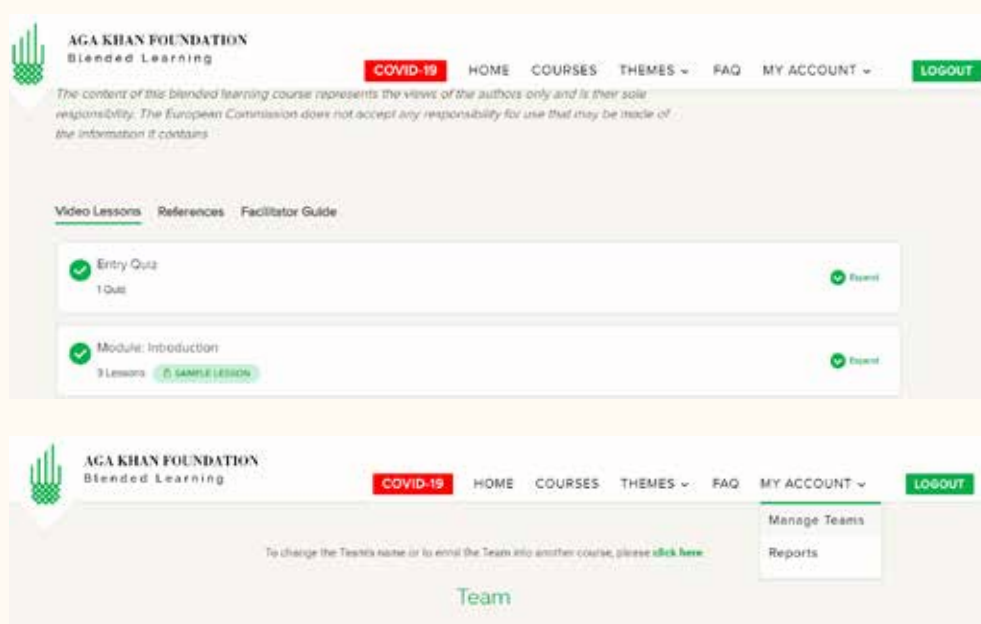 AGA KHAN FOUNDATION
Blended Learning
COVID-19 HOME COURSES THEMES FAQ MY ACCOUNT LOGOUT
The content of this blended learning course represents the views of the authors only and is their sole
responsibility. The European Commission does not accept any responsibility for use that may be made of
the information it contains
Video Lessons References Facilitator Guide
Entry Quiz
1 Quiz
Expand
Module: Introduction
3 Lessons SAMPLE LESSON
Expand
AGA KHAN FOUNDATION
Blended Learning
COVID-19 HOME COURSES THEMES FAQ MY ACCOUNT LOGOUT
Manage Teams
Reports
To change the Team's name or to enrol the Team into another course, please click here
Team